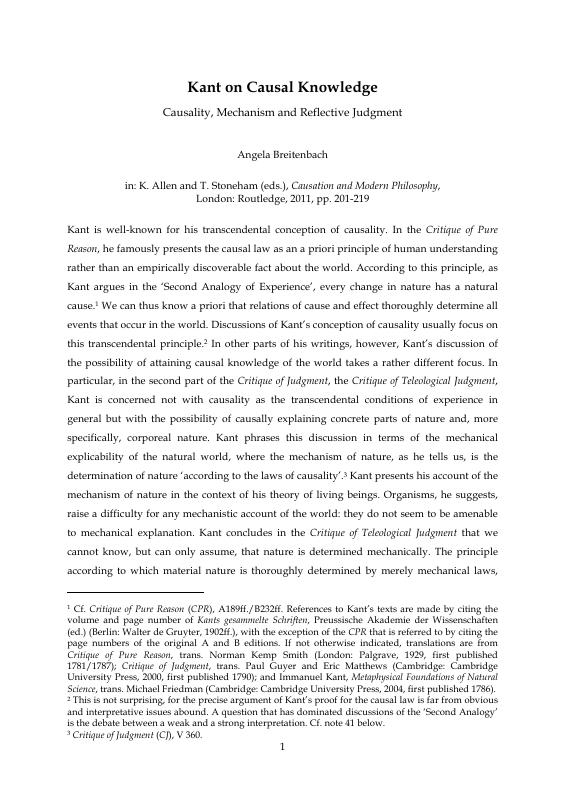 Kant on Causal Knowledge
Causality, Mechanism and Reflective Judgment
Angela Breitenbach
in: K. Allen and T. Stoneham (eds.), Causation and Modern Philosophy,
London: Routledge, 2011, pp. 201-219
Kant is well-known for his transcendental conception of causality. In the Critique of Pure
Reason, he famously presents the causal law as an a priori principle of human understanding
rather than an empirically discoverable fact about the world. According to this principle, as
Kant argues in the ‘Second Analogy of Experience’, every change in nature has a natural
cause.1 We can thus know a priori that relations of cause and effect thoroughly determine all
events that occur in the world. Discussions of Kant’s conception of causality usually focus on
this transcendental principle.2 In other parts of his writings, however, Kant’s discussion of
the possibility of attaining causal knowledge of the world takes a rather different focus. In
particular, in the second part of the Critique of Judgment, the Critique of Teleological Judgment,
Kant is concerned not with causality as the transcendental conditions of experience in
general but with the possibility of causally explaining concrete parts of nature and, more
specifically, corporeal nature. Kant phrases this discussion in terms of the mechanical
explicability of the natural world, where the mechanism of nature, as he tells us, is the
determination of nature ‘according to the laws of causality’.3 Kant presents his account of the
mechanism of nature in the context of his theory of living beings. Organisms, he suggests,
raise a difficulty for any mechanistic account of the world: they do not seem to be amenable
to mechanical explanation. Kant concludes in the Critique of Teleological Judgment that we
cannot know, but can only assume, that nature is determined mechanically. The principle
according to which material nature is thoroughly determined by merely mechanical laws,
1 Cf. Critique of Pure Reason (CPR), A189ff./B232ff. References to Kant’s texts are made by citing the
volume and page number of Kants gesammelte Schriften, Preussische Akademie der Wissenschaften
(ed.) (Berlin: Walter de Gruyter, 1902ff.), with the exception of the CPR that is referred to by citing the
page numbers of the original A and B editions. If not otherwise indicated, translations are from
Critique of Pure Reason, trans. Norman Kemp Smith (London: Palgrave, 1929, first published
1781/1787); Critique of Judgment, trans. Paul Guyer and Eric Matthews (Cambridge: Cambridge
University Press, 2000, first published 1790); and Immanuel Kant, Metaphysical Foundations of Natural
Science, trans. Michael Friedman (Cambridge: Cambridge University Press, 2004, first published 1786).
2 This is not surprising, for the precise argument of Kant’s proof for the causal law is far from obvious
and interpretative issues abound. A question that has dominated discussions of the ‘Second Analogy’
is the debate between a weak and a strong interpretation. Cf. note 41 below.
3 Critique of Judgment (CJ), V 360.
1